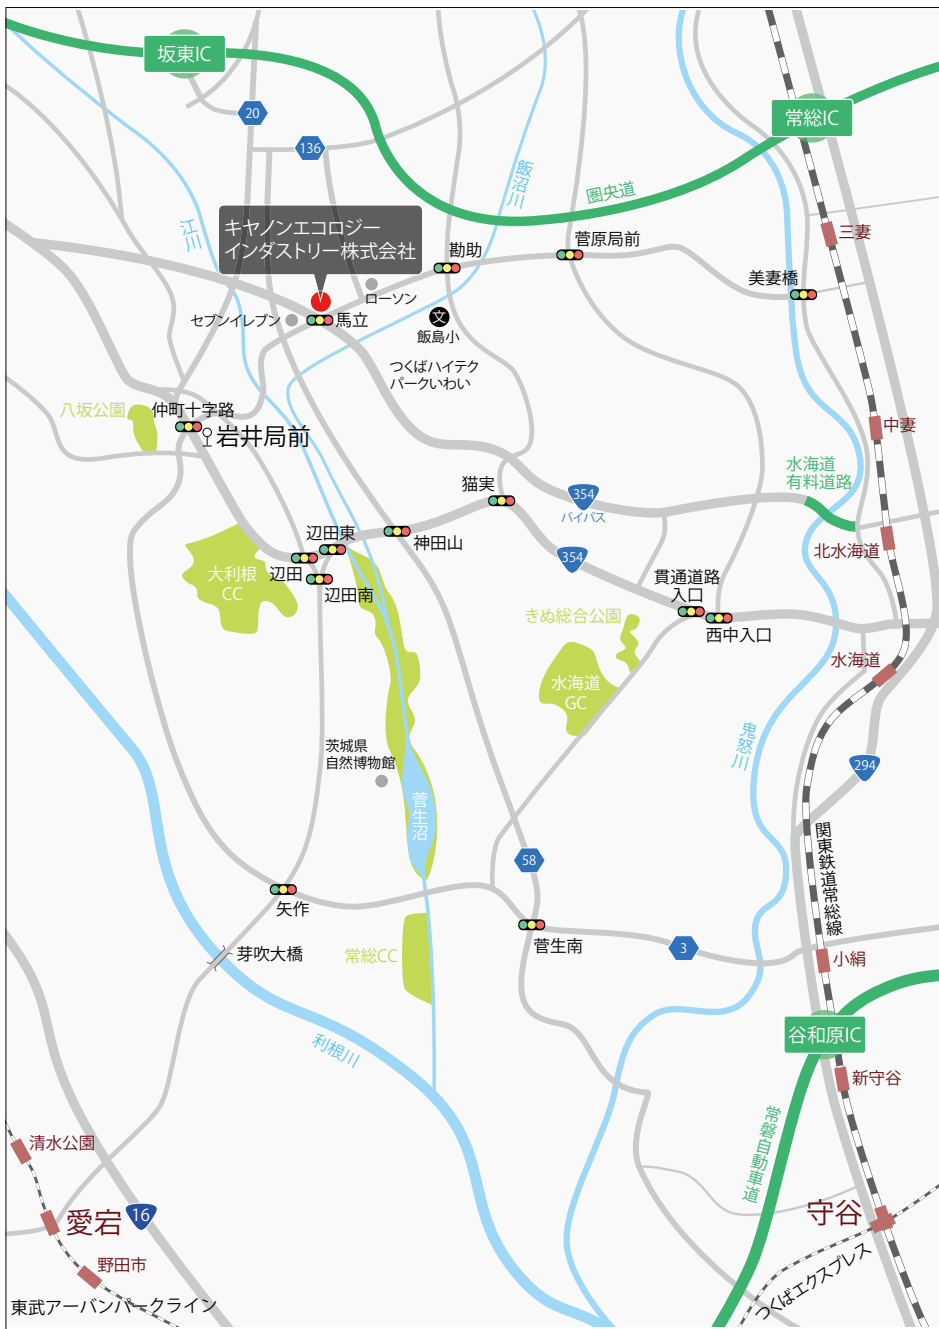 坂東IC
20
136
常総IC
飯沼川
圏央道
江川
キヤノンエコロジー
インダストリー株式会社
勘助
菅原局前
三妻
美妻橋
ローソン
セブンイレブン
馬立
文
飯島小
つくばハイテク
パークいわい
八坂公園
仲町十字路
岩井局前
中妻
水海道
有料道路
猫実
354
バイパス
辺田東
神田山
354
北水海道
大利根
CC
辺田
辺田南
貫通道路
入口
きぬ総合公園
西中入口
水海道
水海道
GC
鬼怒川
茨城県
自然博物館
294
菅生沼
関東鉄道常総線
58
矢作
菅生南
3
芽吹大橋
常総CC
小絹
谷和原IC
利根川
新守谷
常磐自動車道
清水公園
愛宕
16
守谷
野田市
つくばエクスプレス
東武アーバンパークライン